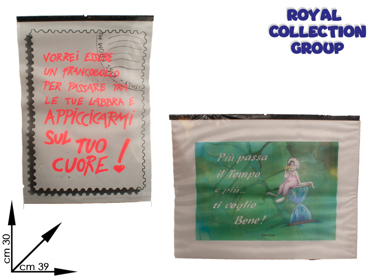 ROYAL
COLLECTION
GROUP
VORREI ESSERE
UN FRANCOBOLLO
PER PASSARE TRA
LE TUE LABBRA E
APPICCICARMI
SUL TUO
CUORE!
Più passa
il Tempo
e più...
ti voglio
Bene!
cm 30
cm 39